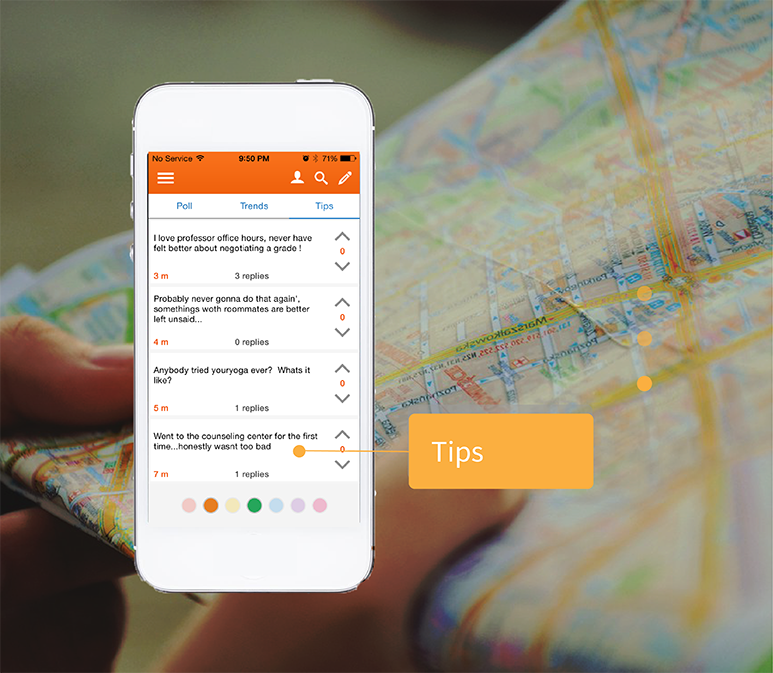 No Service 9:50 PM 71%
Poll Trends Tips
I love professor office hours, never have
felt better about negotiating a grade !
0
3 m 3 replies
Probably never gonna do that again',
somethings woth roommates are better
left unsaid...
0
4 m 0 replies
Anybody tried youryoga ever? Whats it
like?
0
5 m 1 replies
Went to the counseling center for the first
time...honestly wasnt too bad
0
7 m 1 replies
Tips
Marszałkowska
Poznańska